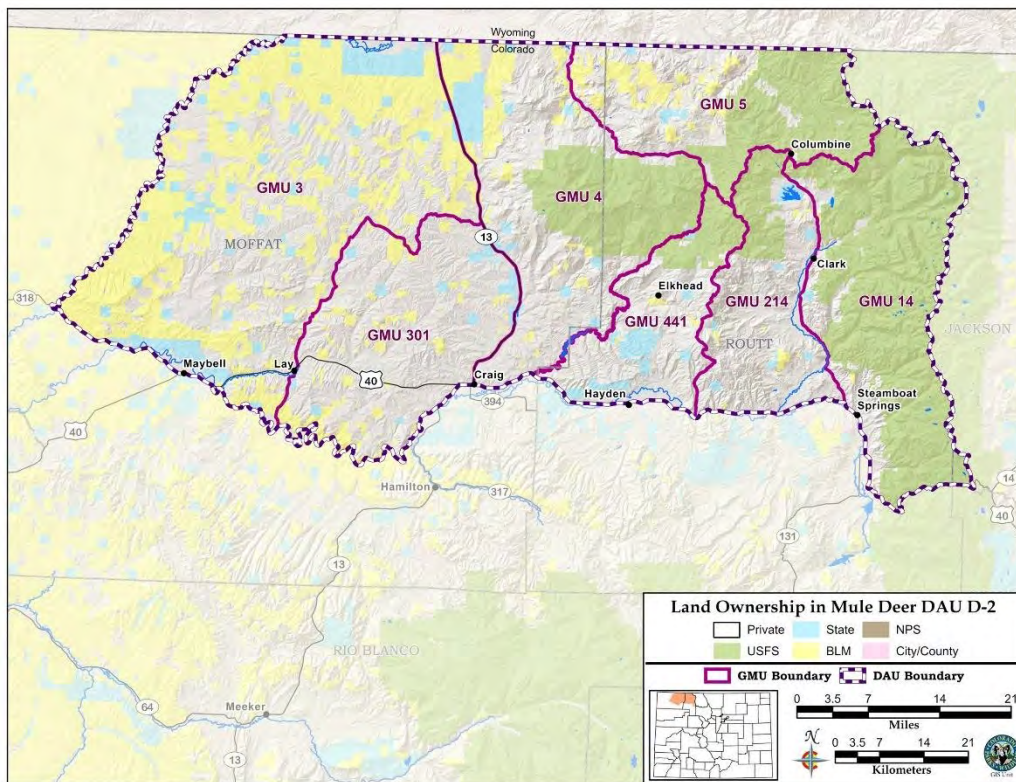 Wyoming
Colorado
GMU 5
Columbine
GMU 3
GMU 4
MOFFAT
13
Clark
318
Elkhead
GMU 301
GMU 441
GMU 214
GMU 14
ROUTT
JACKSON
Maybell
Lay
40
Craig
394
Hayden
Steamboat
Springs
40
Hamilton
317
14
40
131
13
RIO BLANCO
64
Meeker
13
Land Ownership in Mule Deer DAU D-2
Private State NPS
USFS BLM City/County
GMU Boundary DAU Boundary
0 3.5 7 14 21
Miles
N
0 3.5 7 14 21
Kilometers
GIS Unit